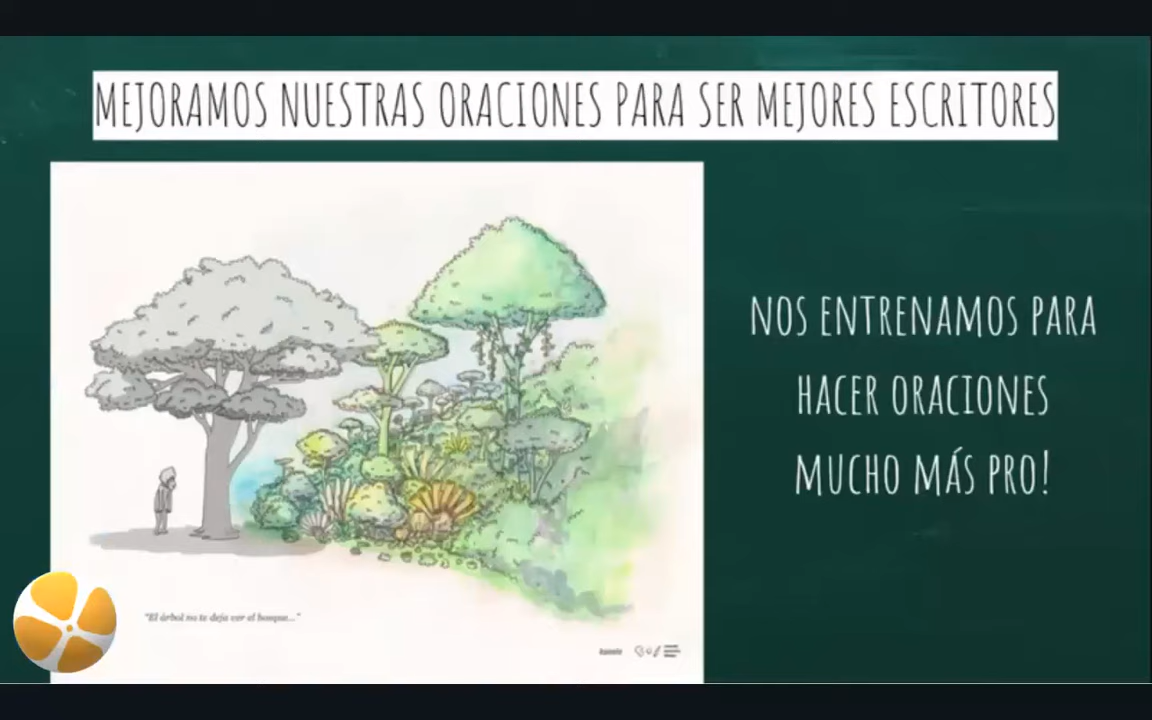 MEJORAMOS NUESTRAS ORACIONES PARA SER MEJORES ESCRITORES
NOS ENTRENAMOS PARA
HACER ORACIONES
MUCHO MÁS PRO!
"El árbol no te deja ver el bosque..."